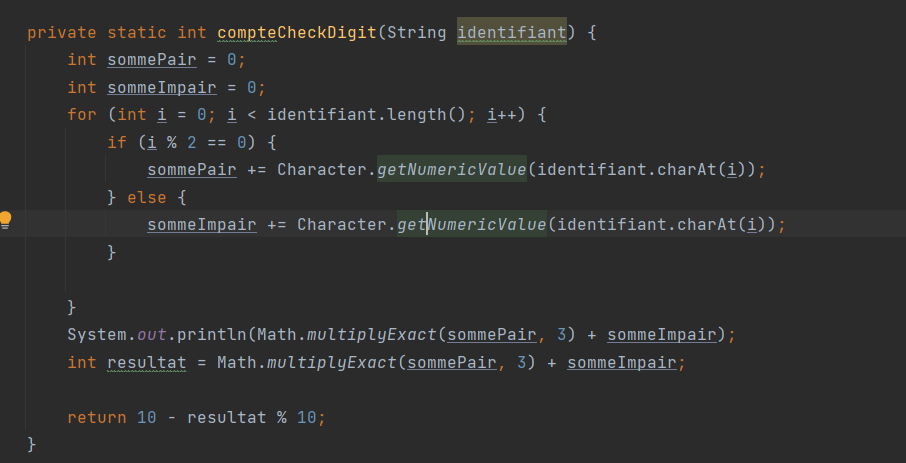 private static int compteCheckDigit(String identifiant) {
    int sommePair = 0;
    int sommeImpair = 0;
    for (int i = 0; i < identifiant.length(); i++) {
        if (i % 2 == 0) {
            sommePair += Character.getNumericValue(identifiant.charAt(i));
        } else {
            sommeImpair += Character.getNumericValue(identifiant.charAt(i));
        }
    }
    System.out.println(Math.multiplyExact(sommePair, 3) + sommeImpair);
    int resultat = Math.multiplyExact(sommePair, 3) + sommeImpair;
    return 10 - resultat % 10;
}